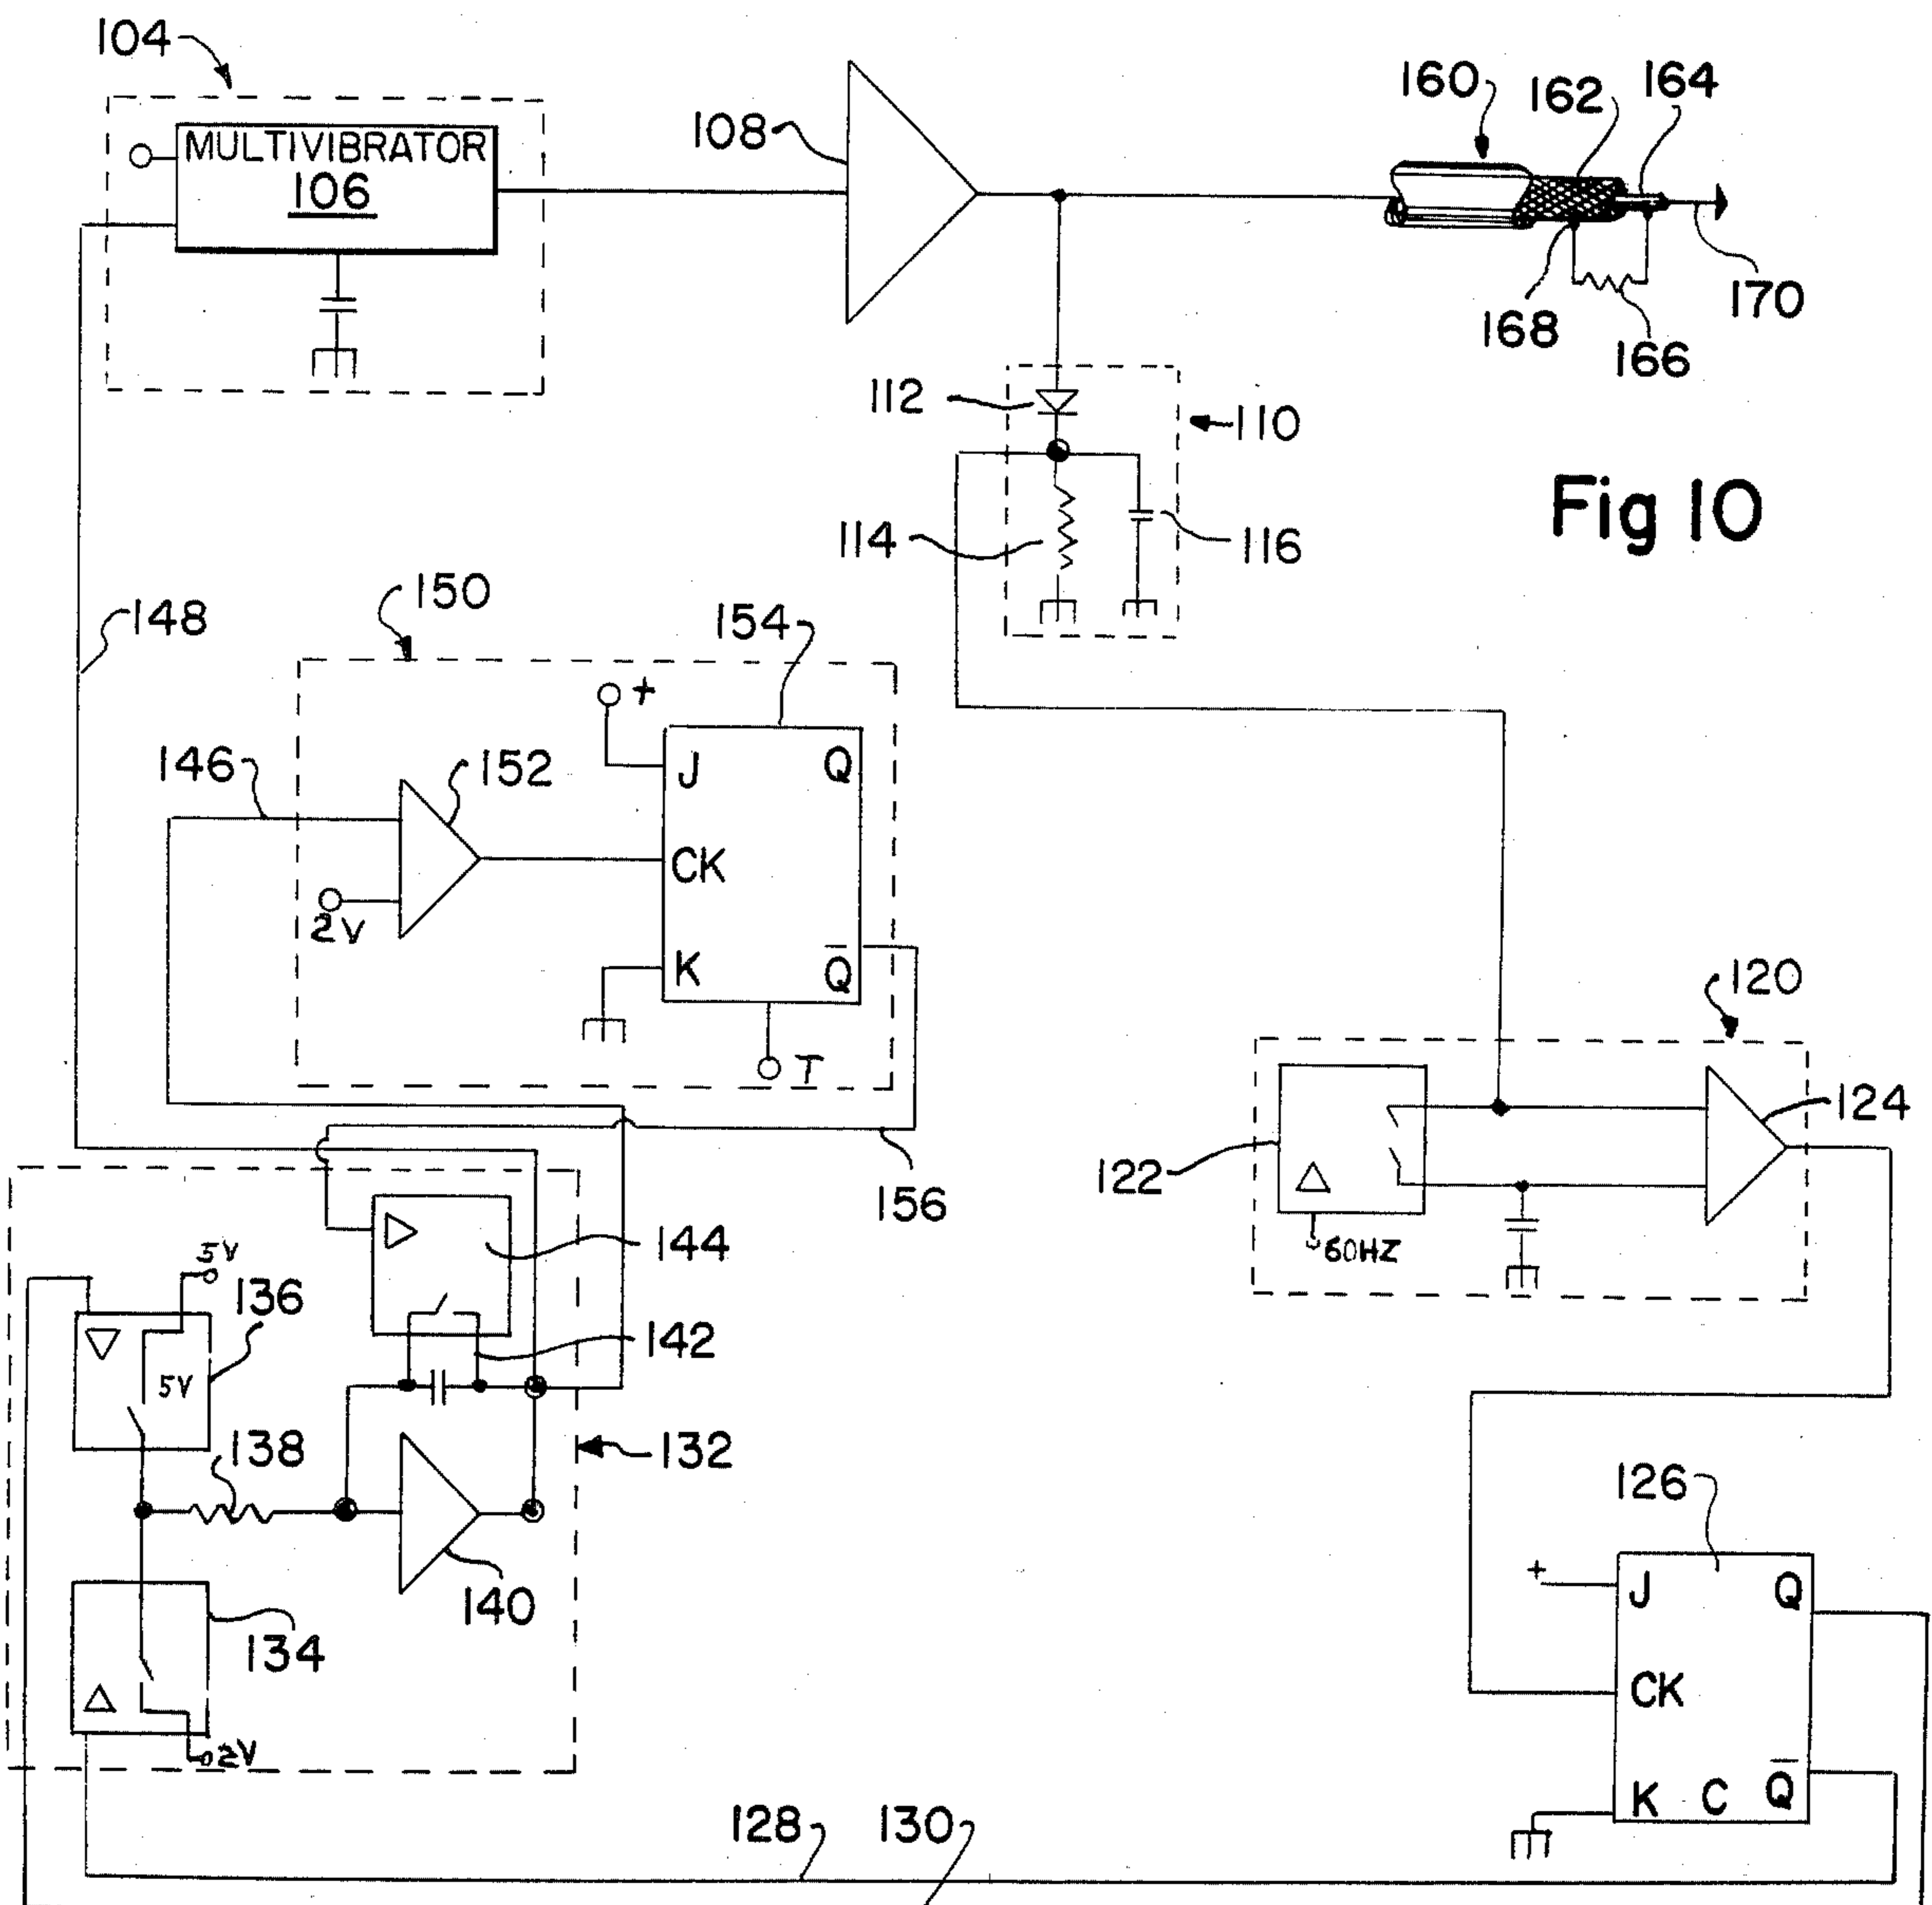 104
MULTIVIBRATOR
106
108
160
162
164
168
166
170
112
110
114
116
Fig 10
148
150
154
+
J
Q
146
152
CK
2V
K
Q̅
T
120
124
122
60HZ
156
144
5V
136
5V
142
138
132
140
134
2V
126
+
J
Q
CK
K
C
Q̅
128
130